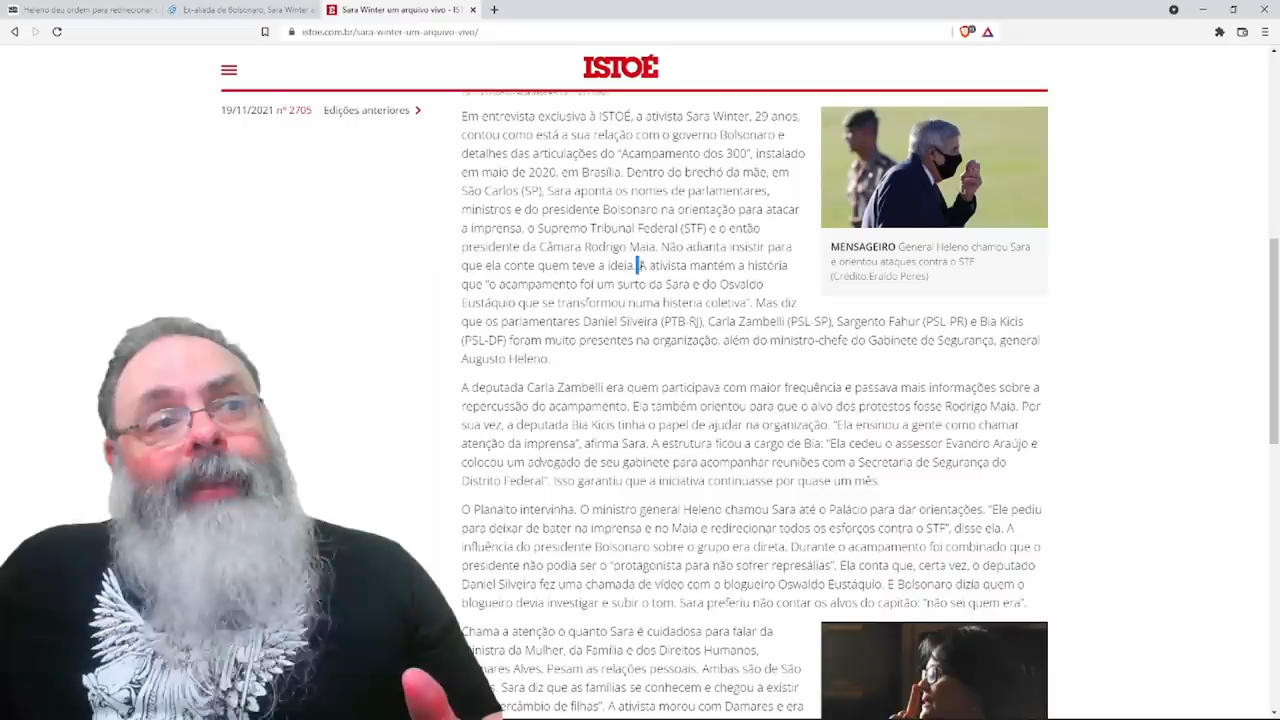 Heleno deu ordem para redirecionar
Ex-aliada de Bolsonaro, Sara Winter a
Sara Winter um arquivo vivo - IST
istoe.com.br/sara-winter-um-arquivo-vivo/
ISTOÉ
19/11/2021 nº 2705 Edições anteriores
Em entrevista exclusiva à ISTOÉ, a ativista Sara Winter, 29 anos,
contou como está a sua relação com o governo Bolsonaro e
detalhes das articulações do “Acampamento dos 300”, instalado
em maio de 2020, em Brasília. Dentro do brechó da mãe, em
São Carlos (SP), Sara aponta os nomes de parlamentares,
ministros e do presidente Bolsonaro na orientação para atacar
a imprensa, o Supremo Tribunal Federal (STF) e o então
presidente da Câmara Rodrigo Maia. Não adianta insistir para
que ela conte quem teve a ideia. A ativista mantém a história
que “o acampamento foi um surto da Sara e do Osvaldo
Eustáquio que se transformou numa histeria coletiva”. Mas diz
que os parlamentares Daniel Silveira (PTB-RJ), Carla Zambelli (PSL-SP), Sargento Fahur (PSL-PR) e Bia Kicis
(PSL-DF) foram muito presentes na organização, além do ministro-chefe do Gabinete de Segurança, general
Augusto Heleno.
MENSAGEIRO General Heleno chamou Sara
e orientou ataques contra o STF
(Crédito:Eraldo Peres)
A deputada Carla Zambelli era quem participava com maior frequência e passava mais informações sobre a
repercussão do acampamento. Ela também orientou para que o alvo dos protestos fosse Rodrigo Maia. Por
sua vez, a deputada Bia Kicis tinha o papel de ajudar na organização. “Ela ensinou a gente como chamar
atenção da imprensa”, afirma Sara. A estrutura ficou a cargo de Bia: “Ela cedeu o assessor Evandro Araújo e
colocou um advogado de seu gabinete para acompanhar reuniões com a Secretaria de Segurança do
Distrito Federal”. Isso garantiu que a iniciativa continuasse por quase um mês.
O Planalto intervinha. O ministro general Heleno chamou Sara até o Palácio para dar orientações. “Ele pediu
para deixar de bater na imprensa e no Maia e redirecionar todos os esforços contra o STF”, disse ela. A
influência do presidente Bolsonaro sobre o grupo era direta. Durante o acampamento foi combinado que o
presidente não podia ser o “protagonista para não sofrer represálias”. Ela conta que, certa vez, o deputado
Daniel Silveira fez uma chamada de vídeo com o blogueiro Oswaldo Eustáquio. E Bolsonaro dizia quem o
blogueiro devia investigar e subir o tom. Sara preferiu não contar os alvos do capitão: “não sei quem era”.
Chama a atenção o quanto Sara é cuidadosa para falar da
inistra da Mulher, da Família e dos Direitos Humanos,
mares Alves. Pesam as relações pessoais. Ambas são de São
s. Sara diz que as famílias se conhecem e chegou a existir
ercâmbio de filhas”. A ativista morou com Damares e era